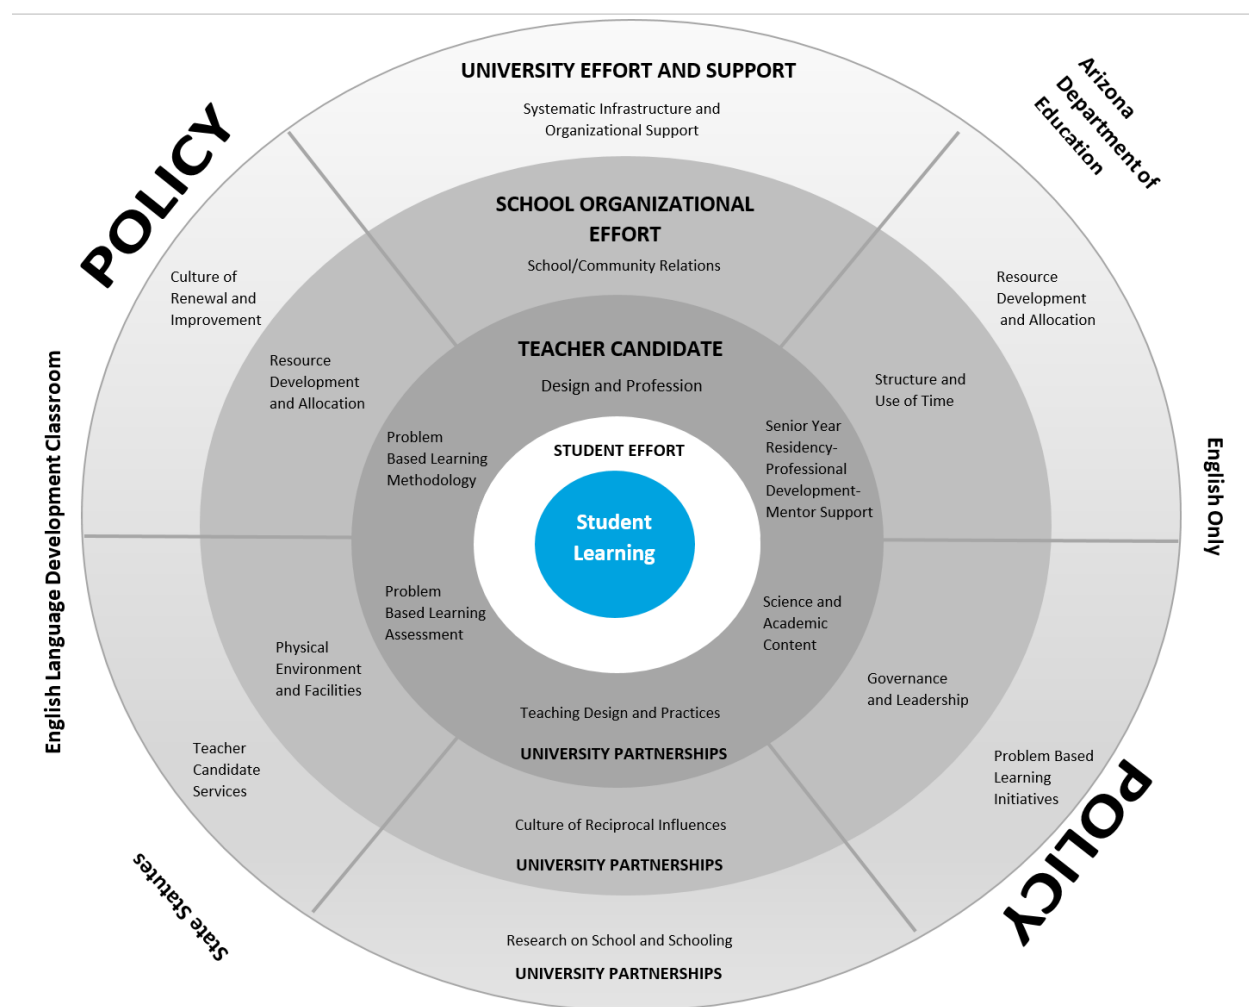 UNIVERSITY EFFORT AND SUPPORT
Systematic Infrastructure and
Organizational Support
POLICY
Arizona
Department of
Education
SCHOOL ORGANIZATIONAL
EFFORT
School/Community Relations
Culture of
Renewal and
Improvement
Resource
Development
and Allocation
Resource
Development
and Allocation
Structure and
Use of Time
TEACHER CANDIDATE
Design and Profession
Problem
Based Learning
Methodology
Senior Year
Residency-
Professional
Development-
Mentor Support
STUDENT EFFORT
Student
Learning
English Language Development Classroom
English Only
Problem
Based Learning
Assessment
Science and
Academic
Content
Physical
Environment
and Facilities
Governance
and Leadership
Teaching Design and Practices
UNIVERSITY PARTNERSHIPS
Teacher
Candidate
Services
Problem Based
Learning
Initiatives
POLICY
Culture of Reciprocal Influences
UNIVERSITY PARTNERSHIPS
State Statutes
Research on School and Schooling
UNIVERSITY PARTNERSHIPS